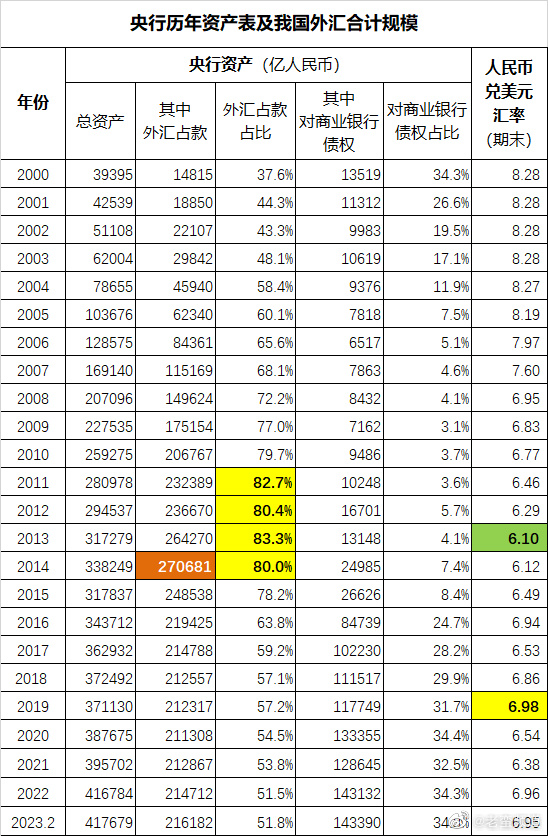 央行历年资产表及我国外汇合计规模
年份 央行资产（亿人民币） 人民币兑美元汇率（期末）
总资产 其中外汇占款 外汇占款占比 其中对商业银行债权 对商业银行债权占比
2000 39395 14815 37.6% 13519 34.3% 8.28
2001 42539 18850 44.3% 11312 26.6% 8.28
2002 51108 22107 43.3% 9983 19.5% 8.28
2003 62004 29842 48.1% 10619 17.1% 8.28
2004 78655 45940 58.4% 9376 11.9% 8.27
2005 103676 62340 60.1% 7818 7.5% 8.19
2006 128575 84361 65.6% 6517 5.1% 7.97
2007 169140 115169 68.1% 7863 4.6% 7.60
2008 207096 149624 72.2% 8432 4.1% 6.95
2009 227535 175154 77.0% 7162 3.1% 6.83
2010 259275 206767 79.7% 9486 3.7% 6.77
2011 280978 232389 82.7% 10248 3.6% 6.46
2012 294537 236670 80.4% 16701 5.7% 6.29
2013 317279 264270 83.3% 13148 4.1% 6.10
2014 338249 270681 80.0% 24985 7.4% 6.12
2015 317837 248538 78.2% 26626 8.4% 6.49
2016 343712 219425 63.8% 84739 24.7% 6.94
2017 362932 214788 59.2% 102230 28.2% 6.53
2018 372492 212557 57.1% 111517 29.9% 6.86
2019 371130 212317 57.2% 117749 31.7% 6.98
2020 387675 211308 54.5% 133355 34.4% 6.54
2021 395702 212867 53.8% 128645 32.5% 6.38
2022 416784 214712 51.5% 143132 34.3% 6.96
2023.2 417679 216182 51.8% 143390 6.95